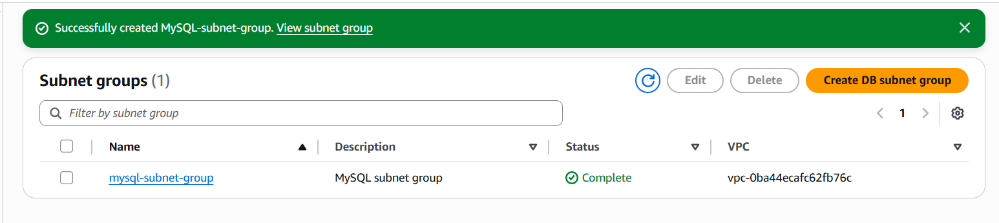 Successfully created MySQL-subnet-group. View subnet group
Subnet groups (1)
Edit
Delete
Create DB subnet group
Filter by subnet group
1
Name
Description
Status
VPC
mysql-subnet-group
MySQL subnet group
Complete
vpc-0ba44ecafc62fb76c